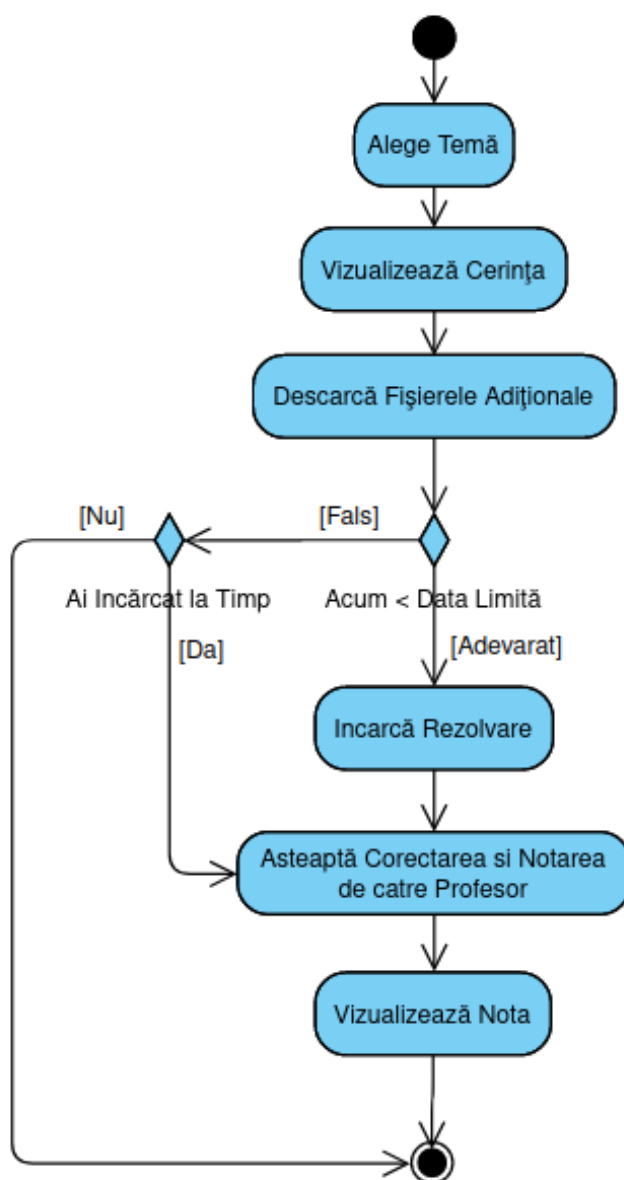 Alege Temă
Vizualizează Cerinţa
Descarcă Fişierele Adiţionale
[Nu]
[Fals]
Ai Incărcat la Timp
Acum < Data Limită
[Da]
[Adevarat]
Incarcă Rezolvare
Asteaptă Corectarea si Notarea
de catre Profesor
Vizualizează Nota